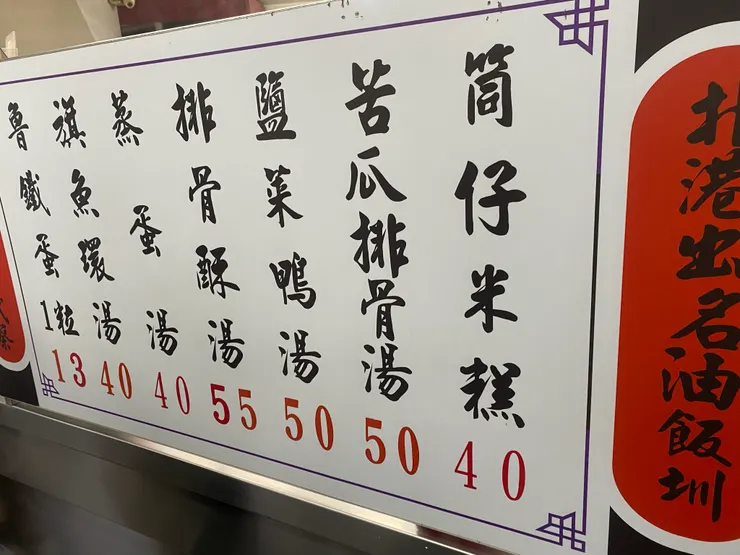 北港出名油飯圳
筒仔米糕 40
苦瓜排骨湯 50
鹽菜鴨湯 50
排骨酥湯 55
蒸蛋湯 40
旗魚環湯 40
魯鐵蛋1粒 13